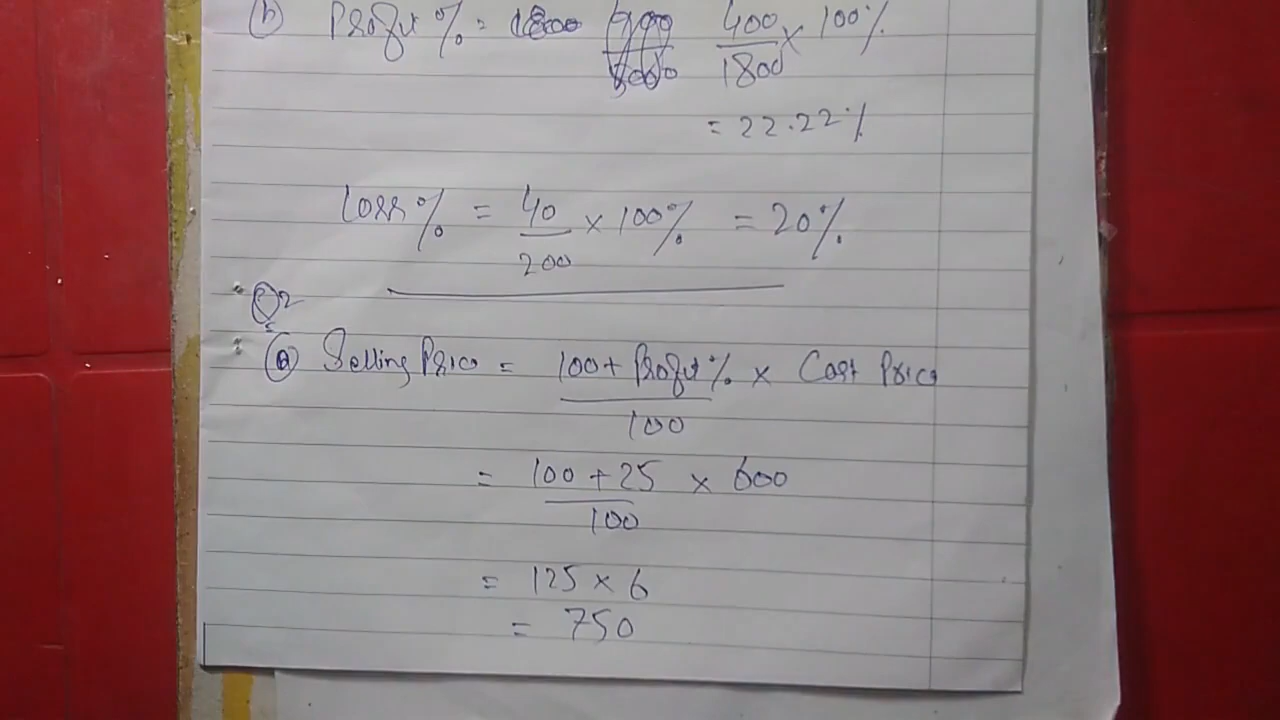 (b) Profit % = 1800 400/1800 × 100%
= 22.22%
Loss% = 40/200 × 100% = 20%
Q2
(a) Selling Price = 100 + Profit% / 100 × Cost Price
= 100 + 25 / 100 × 600
= 125 × 6
= 750